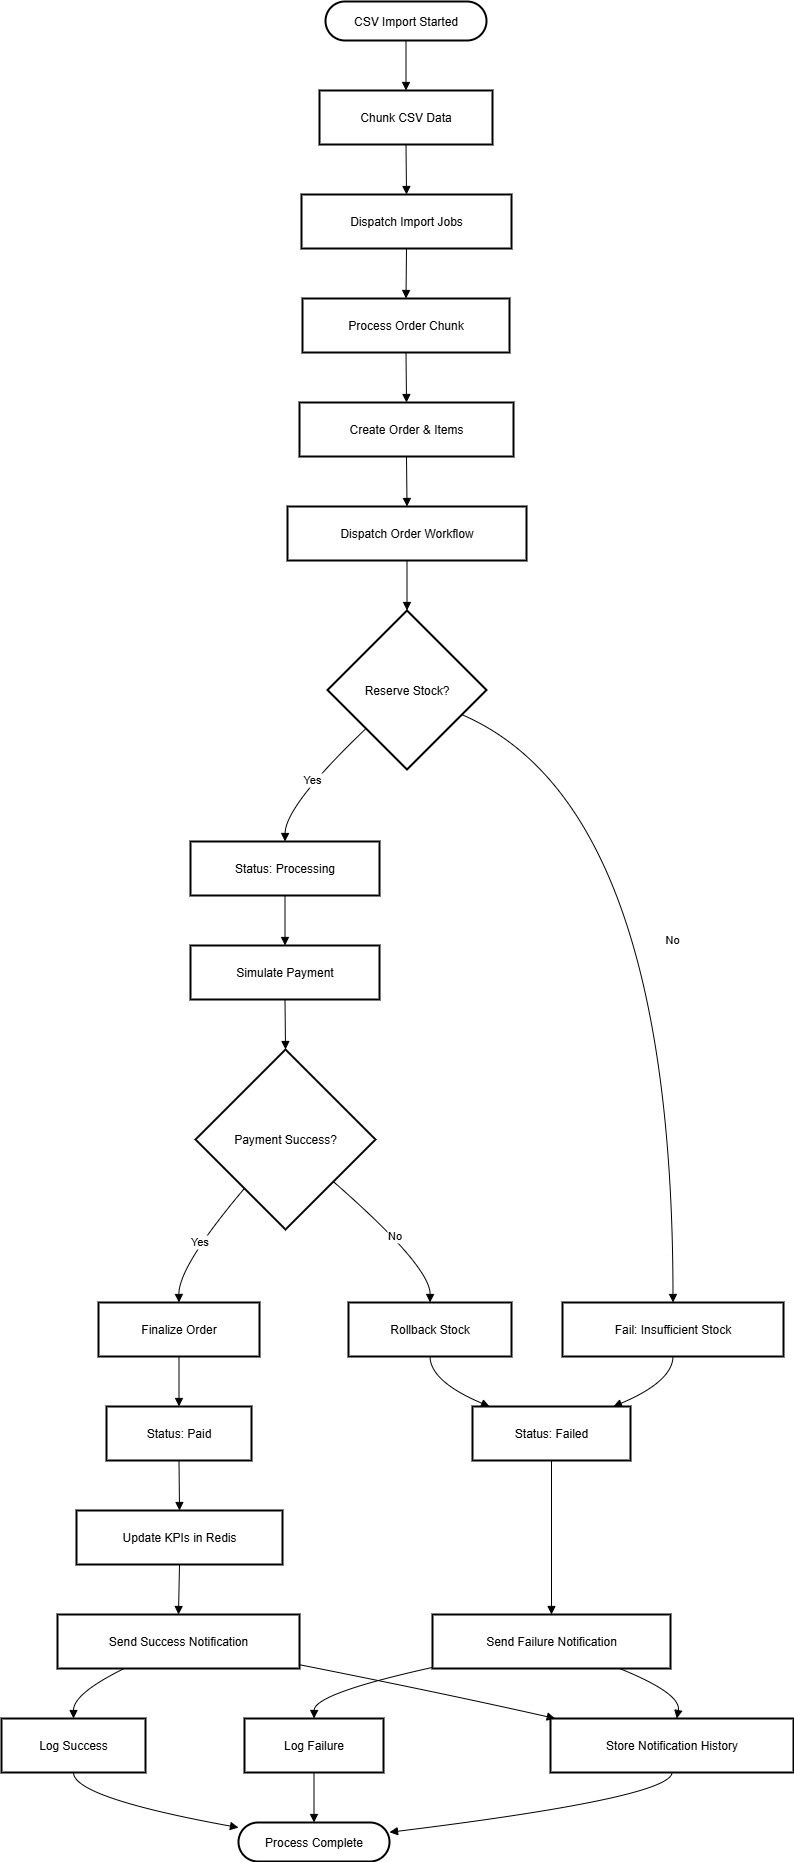 CSV Import Started
Chunk CSV Data
Dispatch Import Jobs
Process Order Chunk
Create Order & Items
Dispatch Order Workflow
Reserve Stock?
Yes
Status: Processing
No
Simulate Payment
Payment Success?
Yes
No
Finalize Order
Rollback Stock
Fail: Insufficient Stock
Status: Paid
Status: Failed
Update KPIs in Redis
Send Success Notification
Send Failure Notification
Log Success
Log Failure
Store Notification History
Process Complete